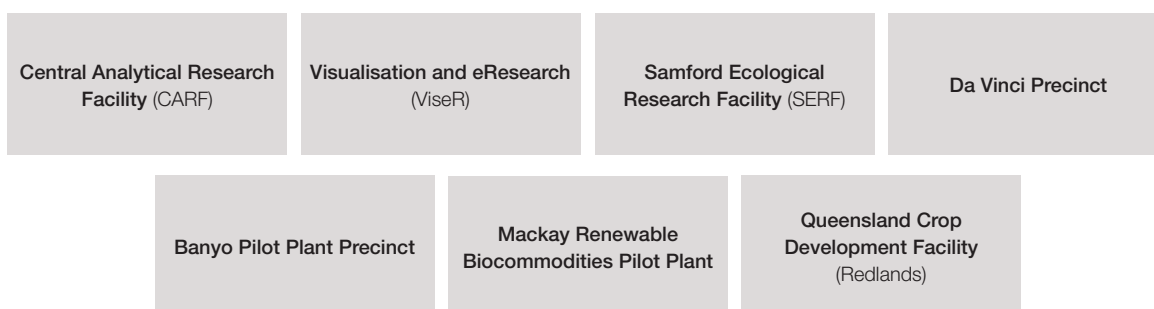 Central Analytical Research
Facility (CARF)
Visualisation and eResearch
(ViseR)
Samford Ecological
Research Facility (SERF)
Da Vinci Precinct
Banyo Pilot Plant Precinct
Mackay Renewable
Biocommodities Pilot Plant
Queensland Crop
Development Facility
(Redlands)